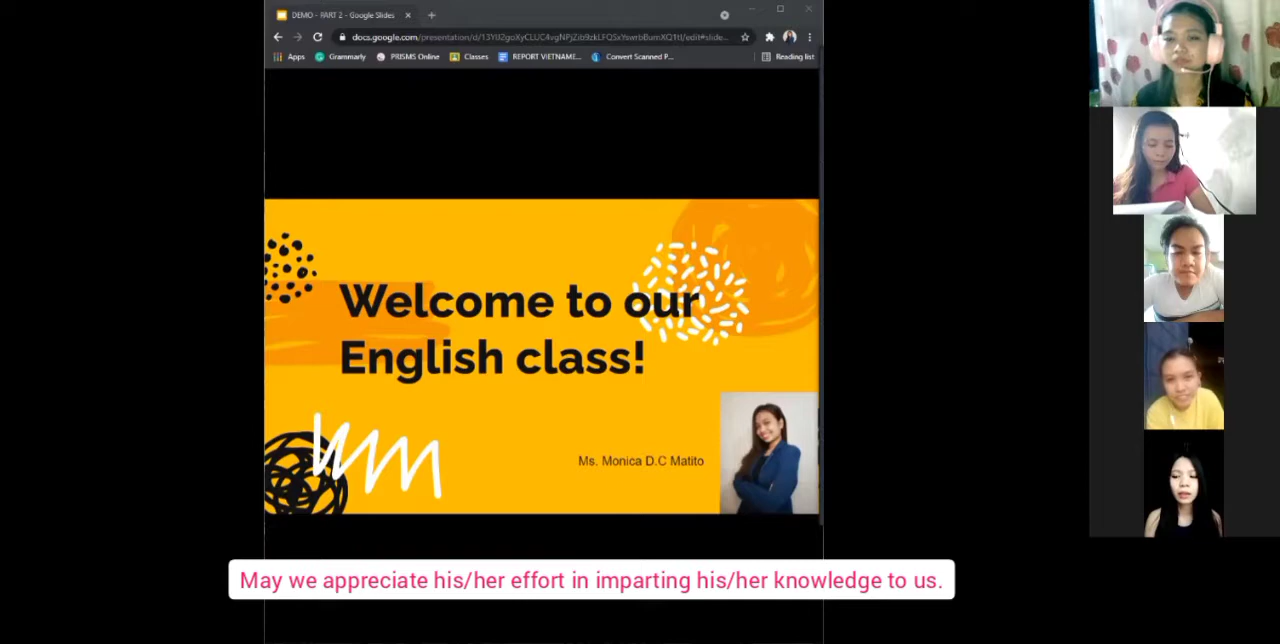 DEMO - PART 2 - Google Slides
Apps
Grammarly
PRISMS Online
Classes
REPORT VIETNAME...
Convert Scanned P...
Reading list
Welcome to our
English class!
Ms. Monica D.C Matito
May we appreciate his/her effort in imparting his/her knowledge to us.